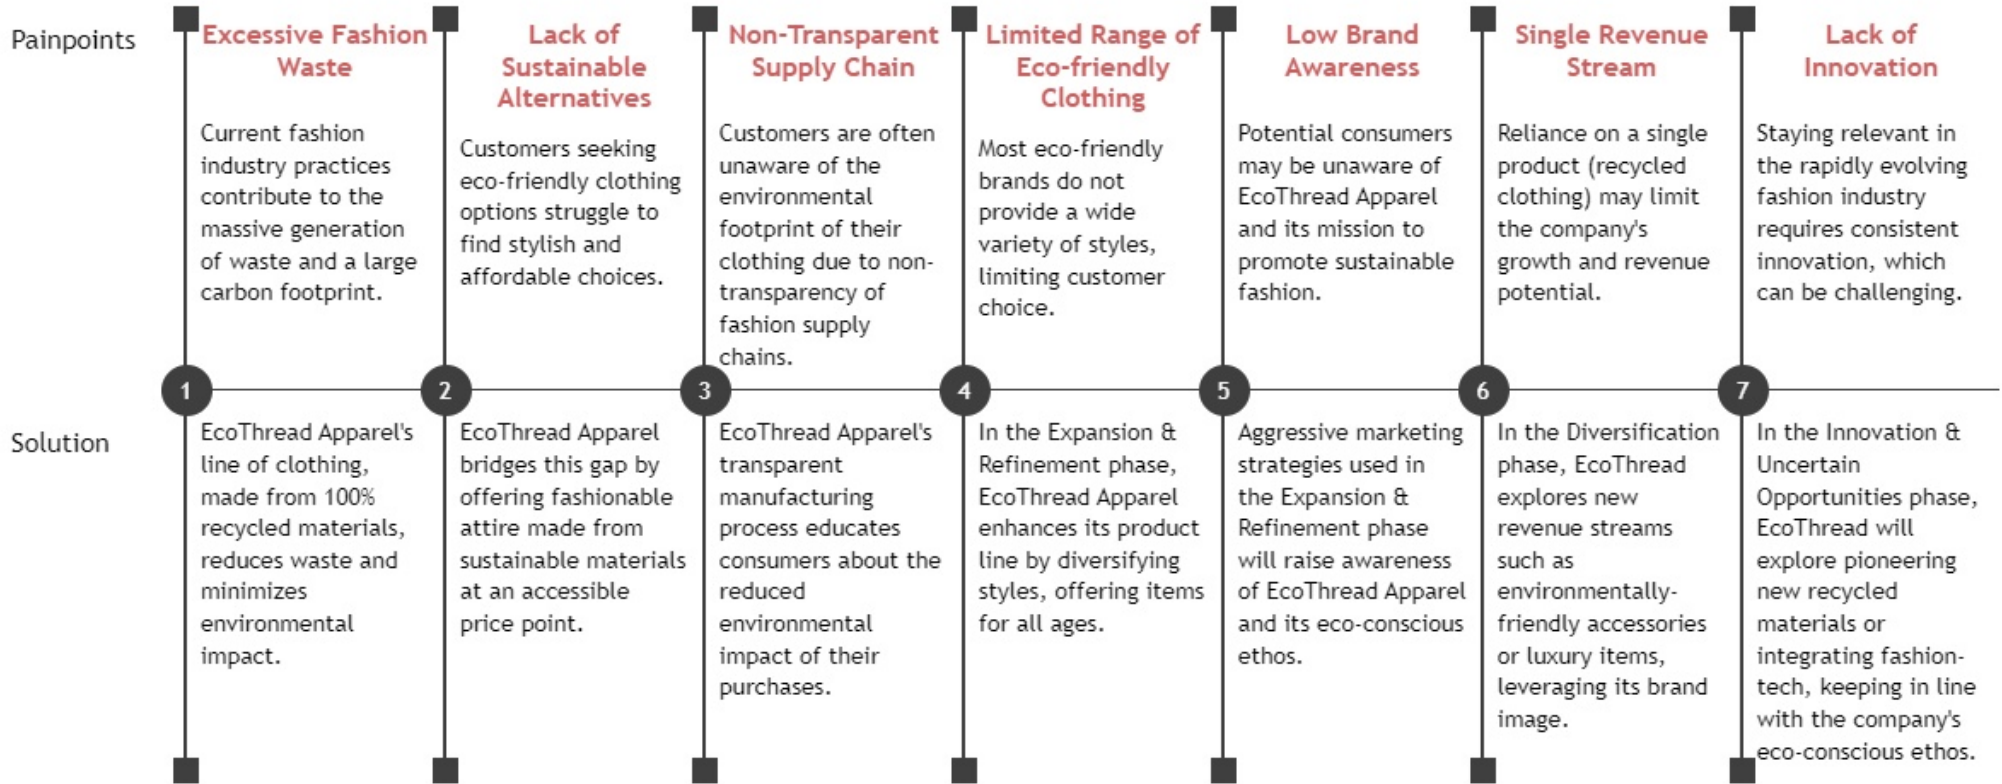 Painpoints
Excessive Fashion
Waste
Current fashion
industry practices
contribute to the
massive generation
of waste and a large
carbon footprint.
Lack of
Sustainable
Alternatives
Customers seeking
eco-friendly clothing
options struggle to
find stylish and
affordable choices.
Non-Transparent
Supply Chain
Customers are often
unaware of the
environmental
footprint of their
clothing due to non-
transparency of
fashion supply
chains.
Limited Range of
Eco-friendly
Clothing
Most eco-friendly
brands do not
provide a wide
variety of styles,
limiting customer
choice.
Low Brand
Awareness
Potential consumers
may be unaware of
EcoThread Apparel
and its mission to
promote sustainable
fashion.
Single Revenue
Stream
Reliance on a single
product (recycled
clothing) may limit
the company's
growth and revenue
potential.
Lack of
Innovation
Staying relevant in
the rapidly evolving
fashion industry
requires consistent
innovation, which
can be challenging.
1
2
3
4
5
6
7
Solution
EcoThread Apparel's
line of clothing,
made from 100%
recycled materials,
reduces waste and
minimizes
environmental
impact.
EcoThread Apparel
bridges this gap by
offering fashionable
attire made from
sustainable materials
at an accessible
price point.
EcoThread Apparel's
transparent
manufacturing
process educates
consumers about the
reduced
environmental
impact of their
purchases.
In the Expansion &
Refinement phase,
EcoThread Apparel
enhances its product
line by diversifying
styles, offering items
for all ages.
Aggressive marketing
strategies used in
the Expansion &
Refinement phase
will raise awareness
of EcoThread Apparel
and its eco-conscious
ethos.
In the Diversification
phase, EcoThread
explores new
revenue streams
such as
environmentally-
friendly accessories
or luxury items,
leveraging its brand
image.
In the Innovation &
Uncertain
Opportunities phase,
EcoThread will
explore pioneering
new recycled
materials or
integrating fashion-
tech, keeping in line
with the company's
eco-conscious ethos.